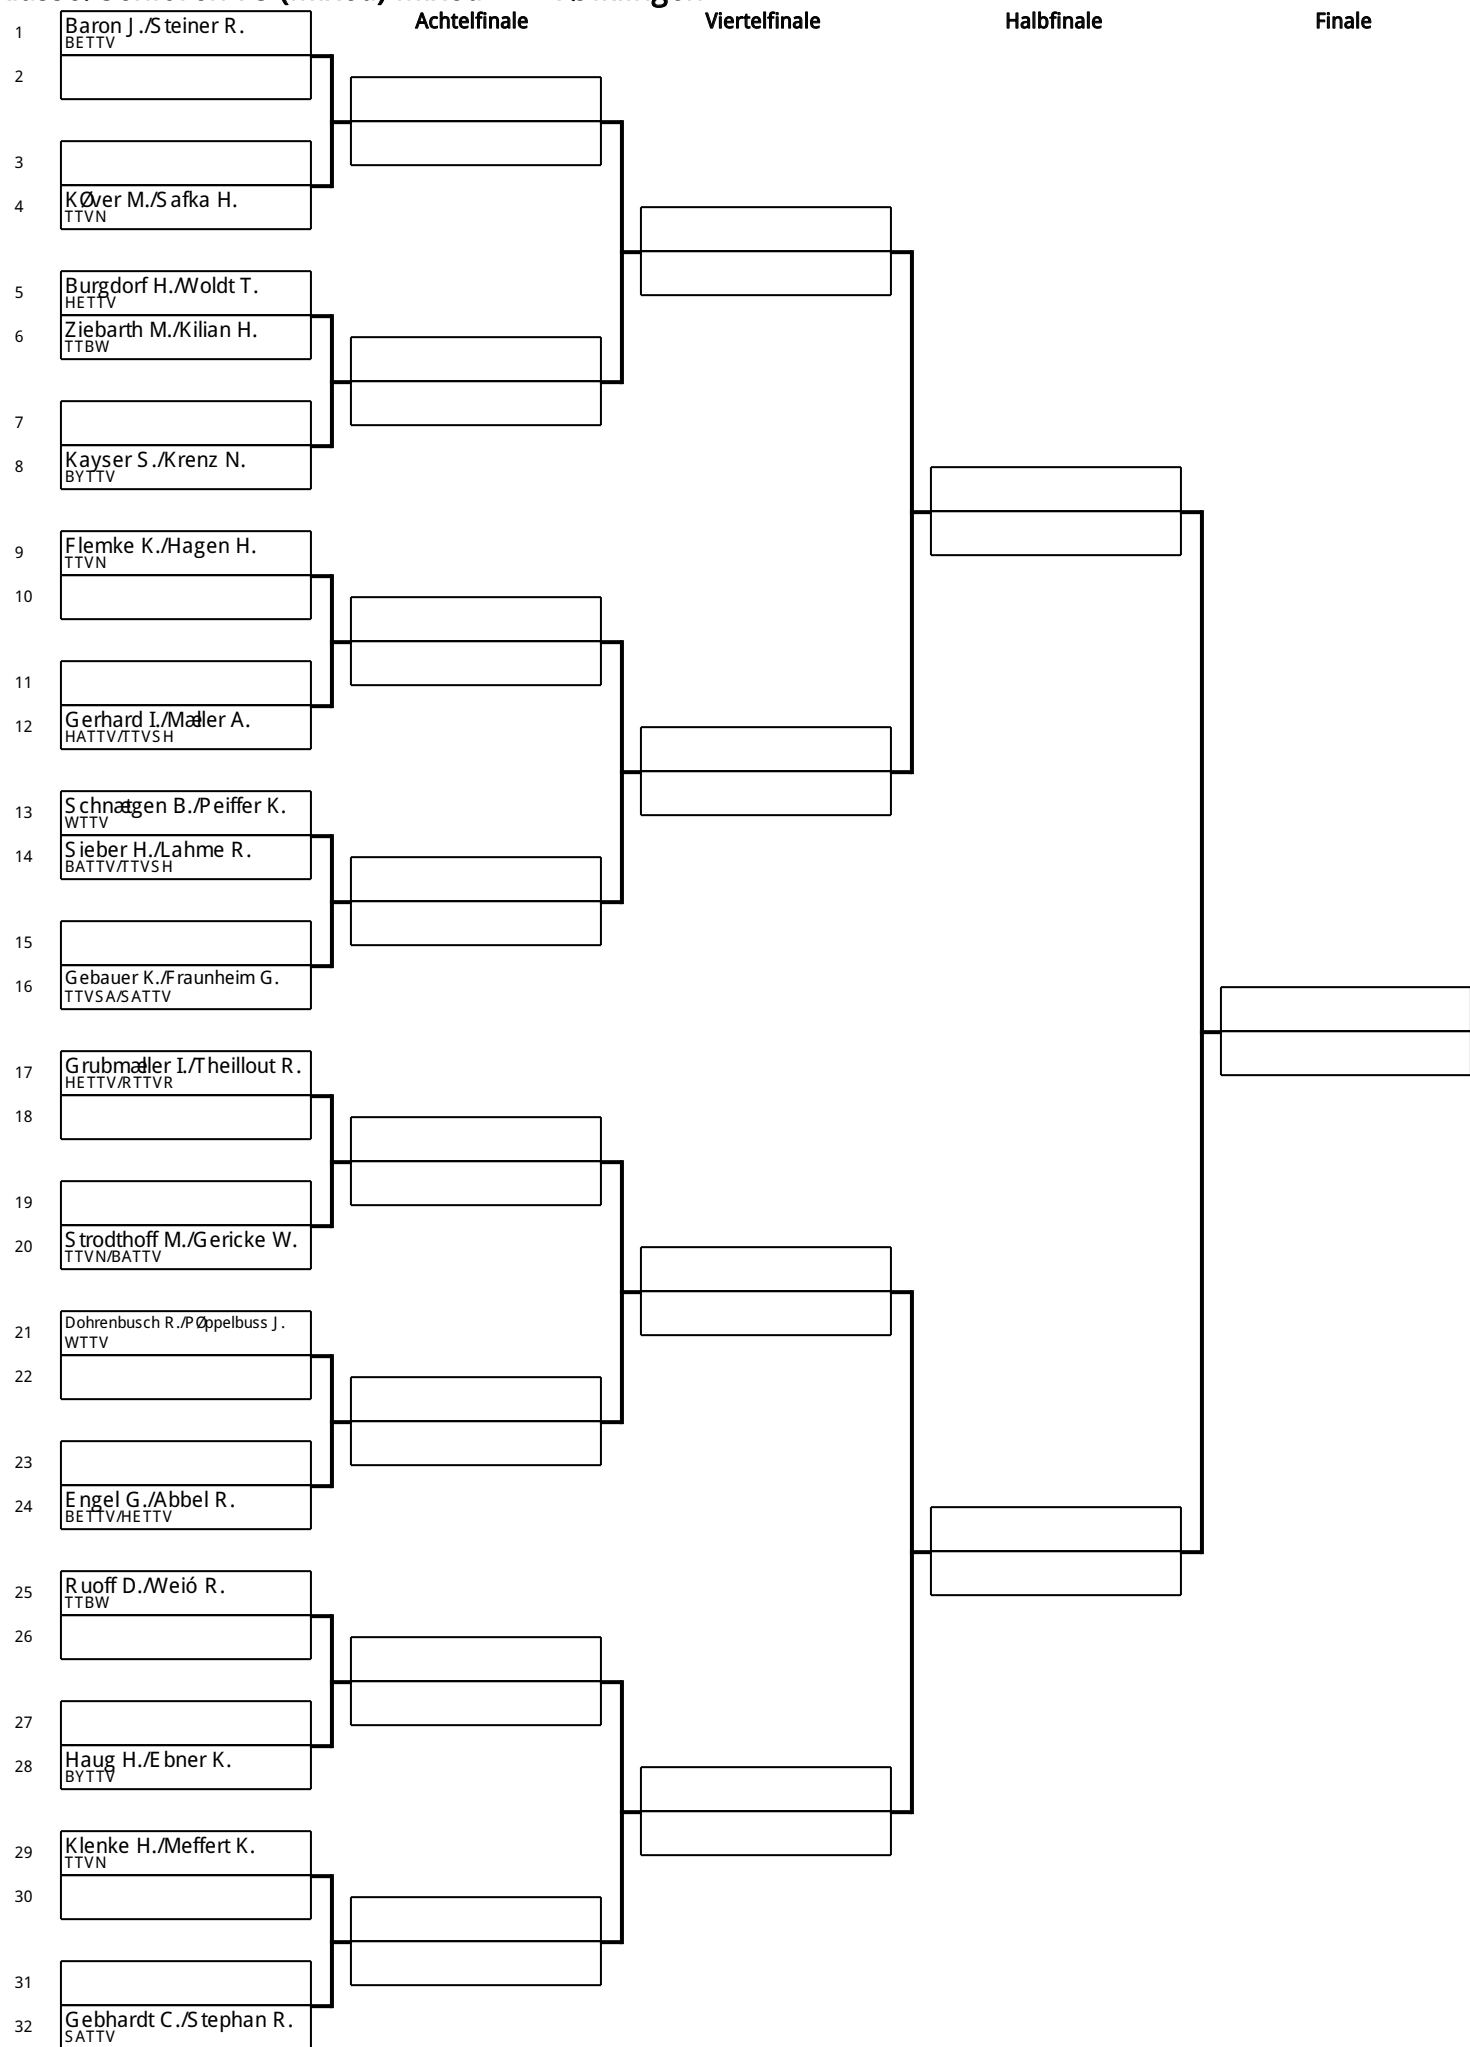 Achtelfinale Viertelfinale Halbfinale Finale
1 Baron J./Steiner R.
BETTV
2
3
4 KØver M./Safka H.
TTVN
5 Burgdorf H./Woldt T.
HETTV
6 Ziebarth M./Kilian H.
TTBW
7
8 Kayser S./Krenz N.
BYTTV
9 Flemke K./Hagen H.
TTVN
10
11
12 Gerhard I./Mæller A.
HATTV/TTVSH
13 Schnætgen B./Peiffer K.
WTTV
14 Sieber H./Lahme R.
BATTV/TTVSH
15
16 Gebauer K./Fraunheim G.
TTVSA/SATTV
17 Grubmæller I./Theillout R.
HETTV/RTTVR
18
19
20 Strodthoff M./Gericke W.
TTVN/BATTV
21 Dohrenbusch R./PØppelbuss J.
WTTV
22
23
24 Engel G./Abbel R.
BETTV/HETTV
25 Ruoff D./Weió R.
TTBW
26
27
28 Haug H./Ebner K.
BYTTV
29 Klenke H./Meffert K.
TTVN
30
31
32 Gebhardt C./Stephan R.
SATTV